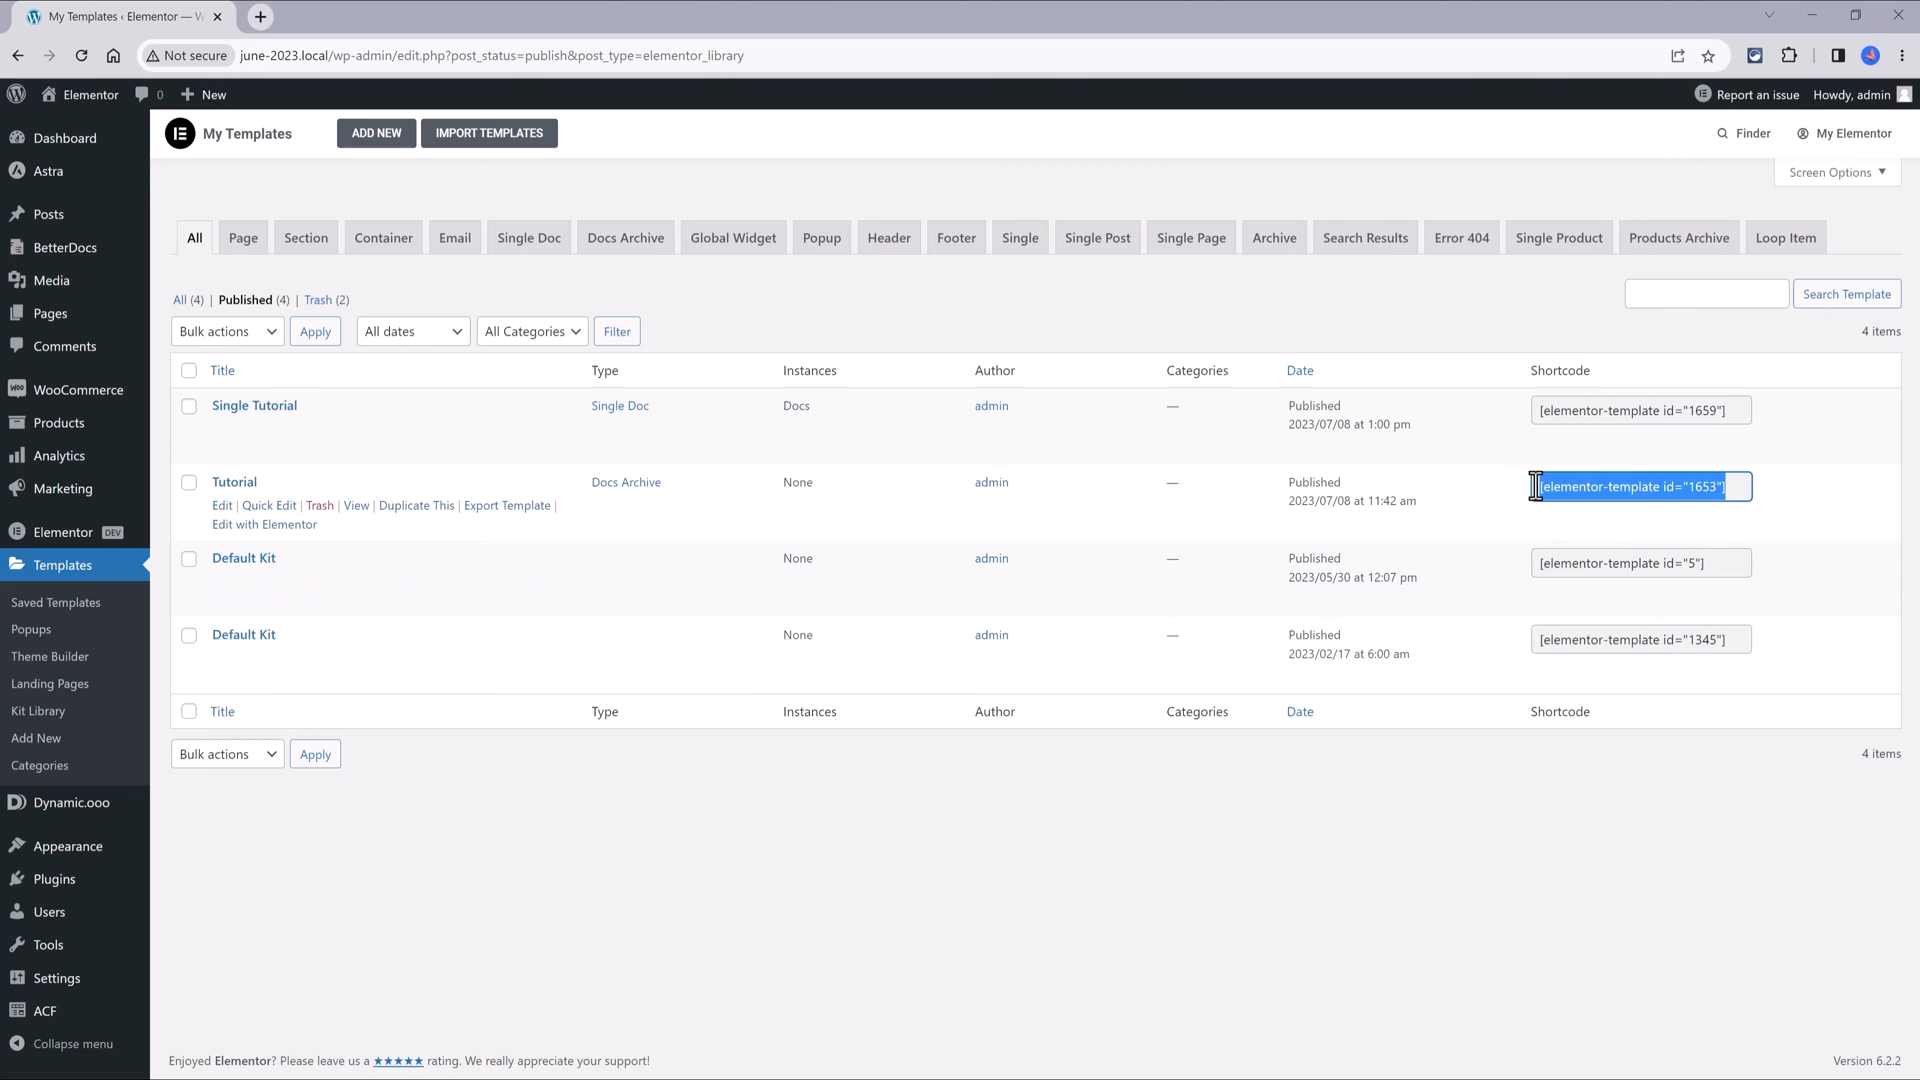 My Templates ‹ Elementor — W
Not secure june-2023.local/wp-admin/edit.php?post_status=publish&post_type=elementor_library
Elementor 0 New Report an issue Howdy, admin
My Templates ADD NEW IMPORT TEMPLATES Finder My Elementor
Screen Options
All Page Section Container Email Single Doc Docs Archive Global Widget Popup Header Footer Single Single Post Single Page Archive Search Results Error 404 Single Product Products Archive Loop Item
All (4) | Published (4) | Trash (2) Search Template
Bulk actions Apply All dates All Categories Filter 4 items
Title Type Instances Author Categories Date Shortcode
Single Tutorial Single Doc Docs admin — Published [elementor-template id="1659"]
2023/07/08 at 1:00 pm
Tutorial Docs Archive None admin — Published [elementor-template id="1653"]
2023/07/08 at 11:42 am
Edit | Quick Edit | Trash | View | Duplicate This | Export Template |
Edit with Elementor
Default Kit None admin — Published [elementor-template id="5"]
2023/05/30 at 12:07 pm
Default Kit None admin — Published [elementor-template id="1345"]
2023/02/17 at 6:00 am
Title Type Instances Author Categories Date Shortcode
Bulk actions Apply 4 items
Dashboard
Astra
Posts
BetterDocs
Media
Pages
Comments
Woo WooCommerce
Products
Analytics
Marketing
Elementor DEV
Templates
Saved Templates
Popups
Theme Builder
Landing Pages
Kit Library
Add New
Categories
Dynamic.ooo
Appearance
Plugins
Users
Tools
Settings
ACF
Collapse menu
Enjoyed Elementor? Please leave us a ★★★★★ rating. We really appreciate your support! Version 6.2.2